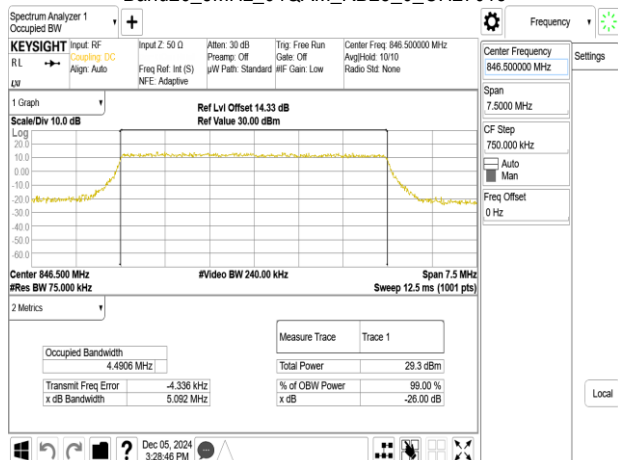 Spectrum Analyzer 1
Occupied BW
Frequency
KEYSIGHT
RL
LXI
Input: RF
Coupling: DC
Align: Auto
Input Z: 50 Ω
Freq Ref: Int (S)
NFE: Adaptive
Atten: 30 dB
Preamp: Off
µW Path: Standard
Trig: Free Run
Gate: Off
#IF Gain: Low
Center Freq: 846.500000 MHz
Avg|Hold: 10/10
Radio Std: None
Center Frequency
846.500000 MHz
Settings
Span
7.5000 MHz
CF Step
750.000 kHz
Auto
Man
Freq Offset
0 Hz
Local
1 Graph
Scale/Div 10.0 dB
Ref Lvl Offset 14.33 dB
Ref Value 30.00 dBm
Log
20.0
10.0
0.00
-10.0
-20.0
-30.0
-40.0
-50.0
-60.0
Center 846.500 MHz
#Video BW 240.00 kHz
Span 7.5 MHz
#Res BW 75.000 kHz
Sweep 12.5 ms (1001 pts)
2 Metrics
Measure Trace
Trace 1
Occupied Bandwidth
4.4906 MHz
Total Power
29.3 dBm
Transmit Freq Error
-4.336 kHz
% of OBW Power
99.00 %
x dB Bandwidth
5.092 MHz
x dB
-26.00 dB
?
Dec 05, 2024
3:28:46 PM